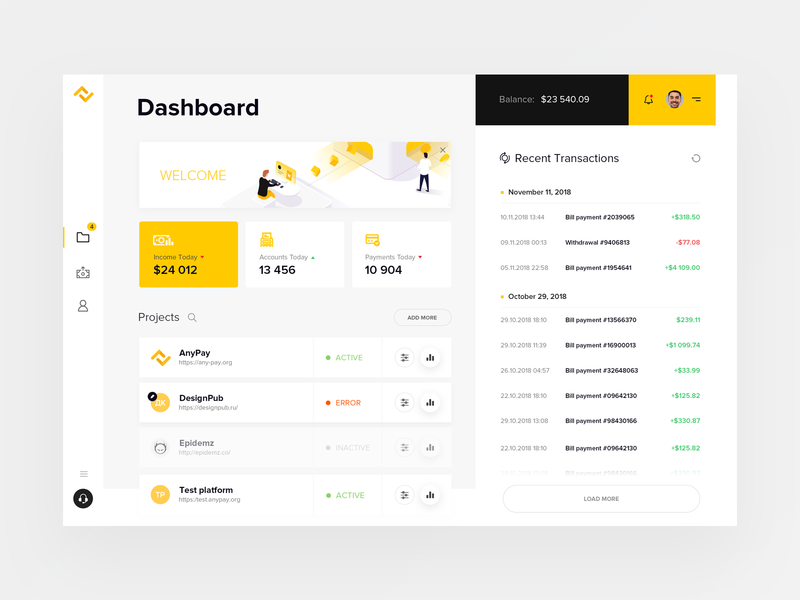 Dashboard
Balance: $23 540.09
WELCOME
4
Income Today
$24 012
Accounts Today
13 456
Payments Today
10 904
Projects
ADD MORE
AnyPay
https://any-pay.org
ACTIVE
DesignPub
https://designpub.ru/
ERROR
Epidemz
http://epidemz.co/
INACTIVE
TP
Test platform
https:/test.anypay.org
ACTIVE
Recent Transactions
November 11, 2018
10.11.2018 13:44 Bill payment #2039065 +$318.50
09.11.2018 00:13 Withdrawal #9406813 -$77.08
05.11.2018 22:58 Bill payment #1954641 +$4 109.00
October 29, 2018
29.10.2018 18:10 Bill payment #13566370 $239.11
29.10.2018 11:39 Bill payment #16900013 +$1 099.74
26.10.2018 04:57 Bill payment #32648063 +$33.99
22.10.2018 18:10 Bill payment #09642130 +$125.82
29.10.2018 13:08 Bill payment #98430166 +$330.87
22.10.2018 18:10 Bill payment #09642130 +$125.82
LOAD MORE